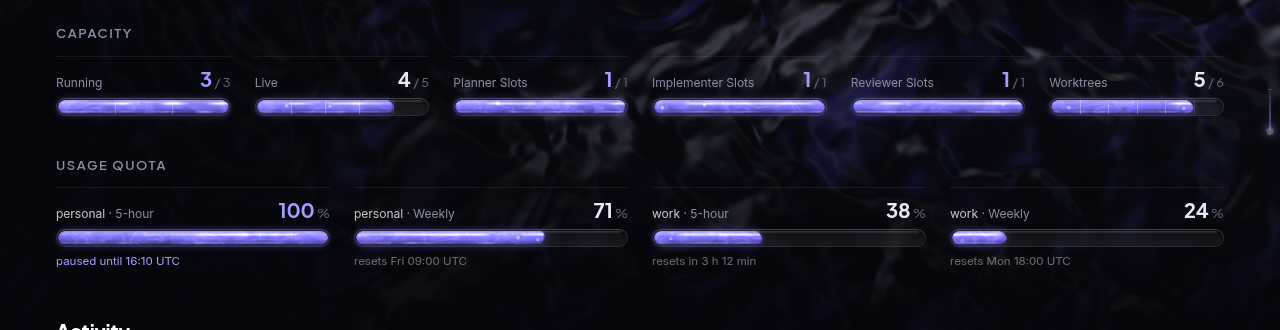 CAPACITY
Running 3 / 3
Live 4 / 5
Planner Slots 1 / 1
Implementer Slots 1 / 1
Reviewer Slots 1 / 1
Worktrees 5 / 6
USAGE QUOTA
personal · 5-hour 100 %
paused until 16:10 UTC
personal · Weekly 71 %
resets Fri 09:00 UTC
work · 5-hour 38 %
resets in 3 h 12 min
work · Weekly 24 %
resets Mon 18:00 UTC
Activity